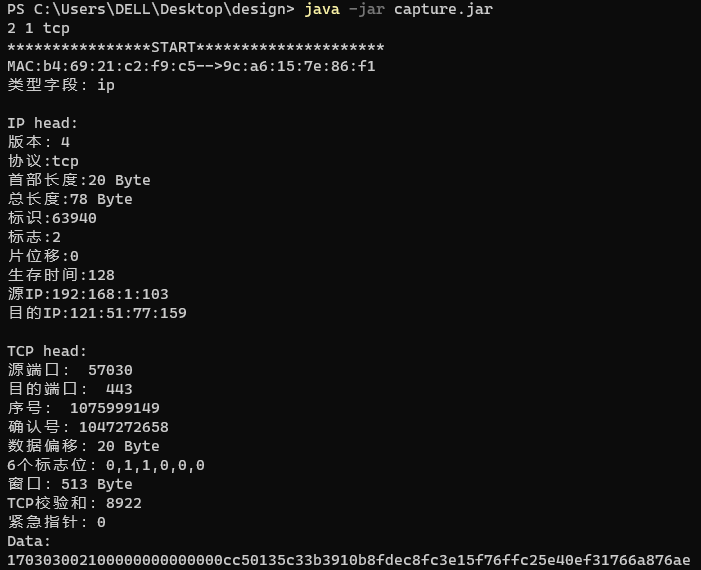 PS C:\Users\DELL\Desktop\design> java -jar capture.jar
2 1 tcp
****************START*********************
MAC:b4:69:21:c2:f9:c5-->9c:a6:15:7e:86:f1
类型字段: ip
IP head:
版本: 4
协议:tcp
首部长度:20 Byte
总长度:78 Byte
标识:63940
标志:2
片位移:0
生存时间:128
源IP:192:168:1:103
目的IP:121:51:77:159
TCP head:
源端口: 57030
目的端口: 443
序号: 1075999149
确认号: 1047272658
数据偏移: 20 Byte
6个标志位: 0,1,1,0,0,0
窗口: 513 Byte
TCP校验和: 8922
紧急指针: 0
Data:
170303002100000000000000cc50135c33b3910b8fdec8fc3e15f76ffc25e40ef31766a876ae